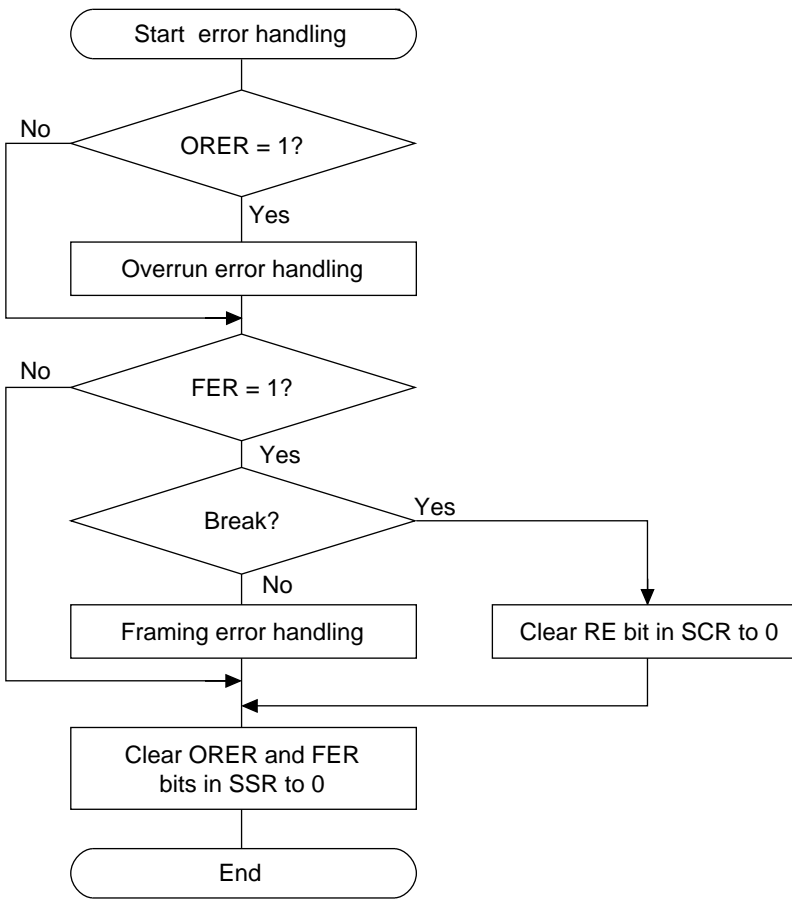 Start error handling
No
ORER = 1?
Yes
Overrun error handling
No
FER = 1?
Yes
Break?
Yes
No
Framing error handling
Clear RE bit in SCR to 0
Clear ORER and FER
bits in SSR to 0
End